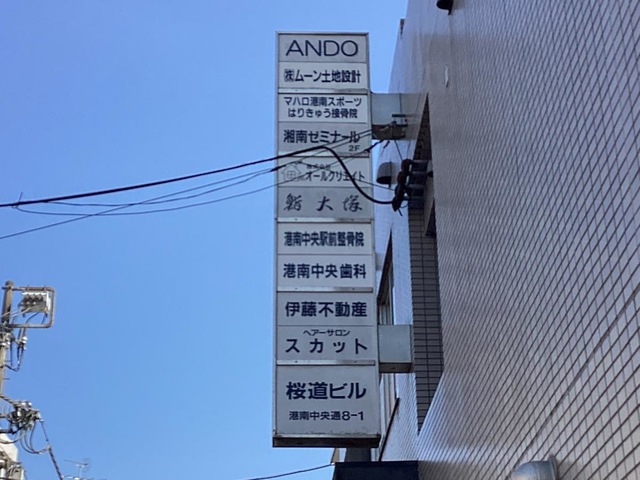 ANDO
㈱ムーン土地設計
マハロ港南スポーツ
はりきゅう接骨院
湘南ゼミナール
2F
株式会社
オールクリエイト
新大塚
港南中央駅前整骨院
港南中央歯科
伊藤不動産
ヘアーサロン
スカット
桜道ビル
港南中央通8-1